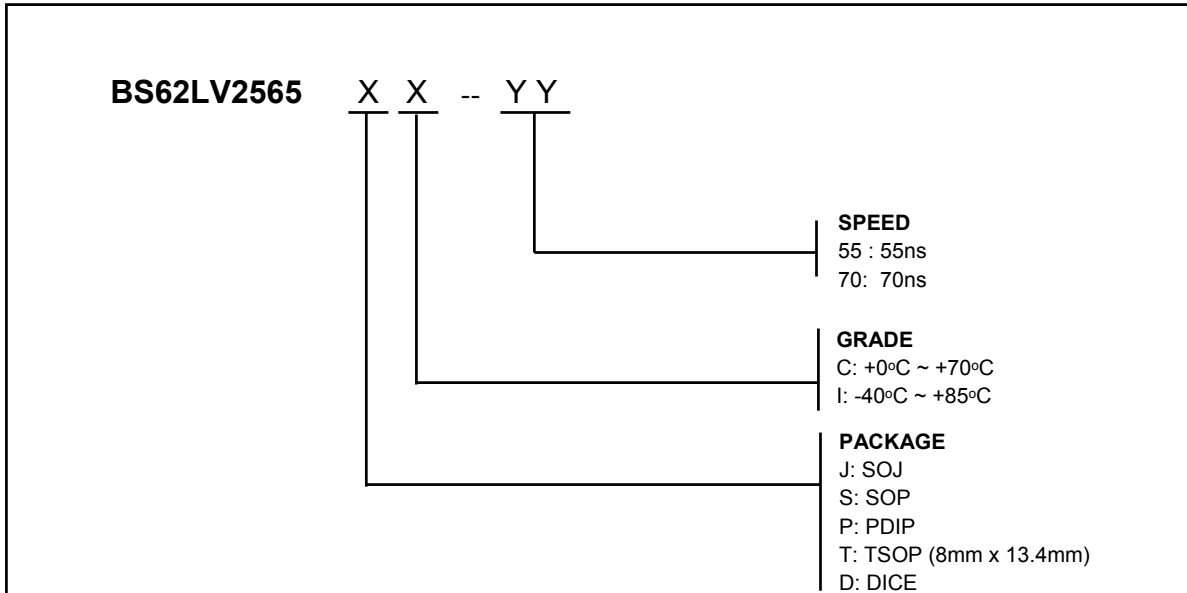 BS62LV2565 X X -- Y Y
SPEED
55 : 55ns
70: 70ns
GRADE
C: +0oC ~ +70oC
I: -40oC ~ +85oC
PACKAGE
J: SOJ
S: SOP
P: PDIP
T: TSOP (8mm x 13.4mm)
D: DICE